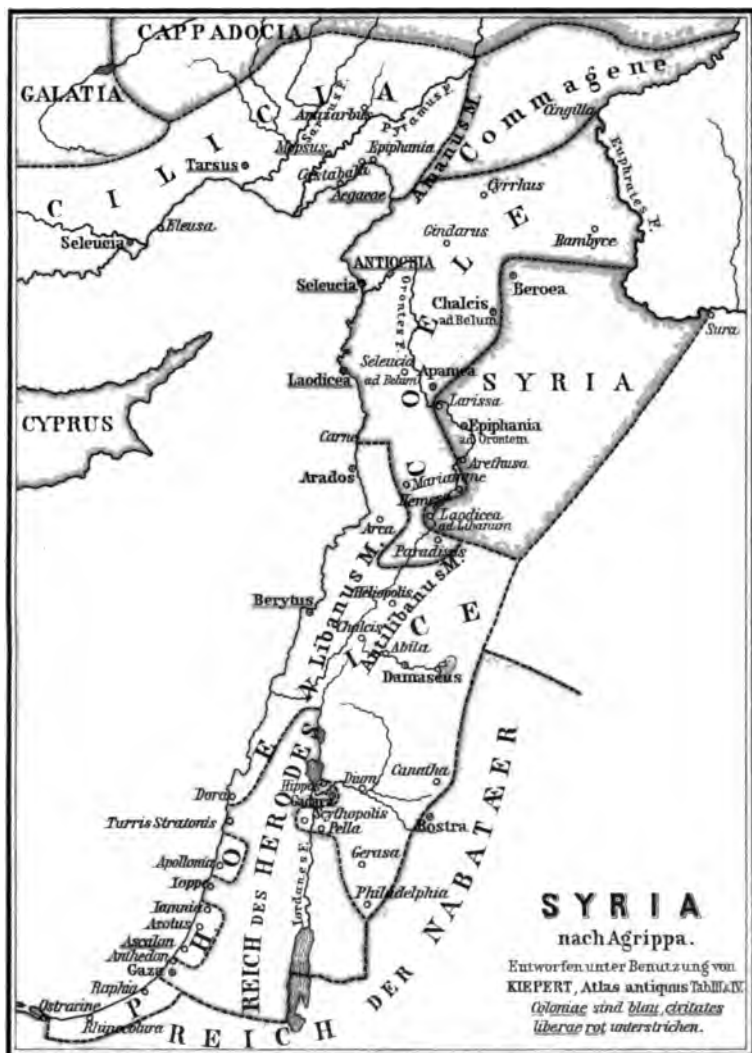 CAPPADOCIA
GALATIA
CILICIA
Anazarbus
Sarus F.
Pyramus F.
Mopsus
Epiphania
Castabala
Aegaeae
Tarsus
Amanus M.
Commagene
Cingilla
Euphrates F.
Eleusa
Seleucia
Cyrrhus
Gindarus
Bambyce
ANTIOCHIA
Seleucia
Orontes F.
Chalcis
ad Belum
Beroea
Sura
Seleucia
ad Belum
Laodicea
Apamea
Larissa
SYRIA
COELE
CYPRUS
Epiphania
ad Orontem
Carne
Arethusa
Arados
Mariamme
Hemesa
Laodicea
ad Libanum
Arca
Paradisus
Libanus M.
Heliopolis
Antilibanus M.
Berytus
Chalcis
Abila
Damascus
PHOENICE
Dora
Hippos
Gadara
Dium
Canatha
Turris Stratonis
Scythopolis
Pella
Bostra
Apollonia
Gerasa
Ioppe
Iordanes F.
Philadelphia
Iamnia
Azotus
Ascalon
Anthedon
Gaza
Raphia
Ostracine
Rhinocolura
REICH DES HERODES
REICH DER NABATÆER
SYRIA
nach Agrippa.
Entworfen unter Benutzung von
KIEPERT, Atlas antiquus Tab. III & IV.
Coloniae sind blau, civitates
liberae rot unterstrichen.